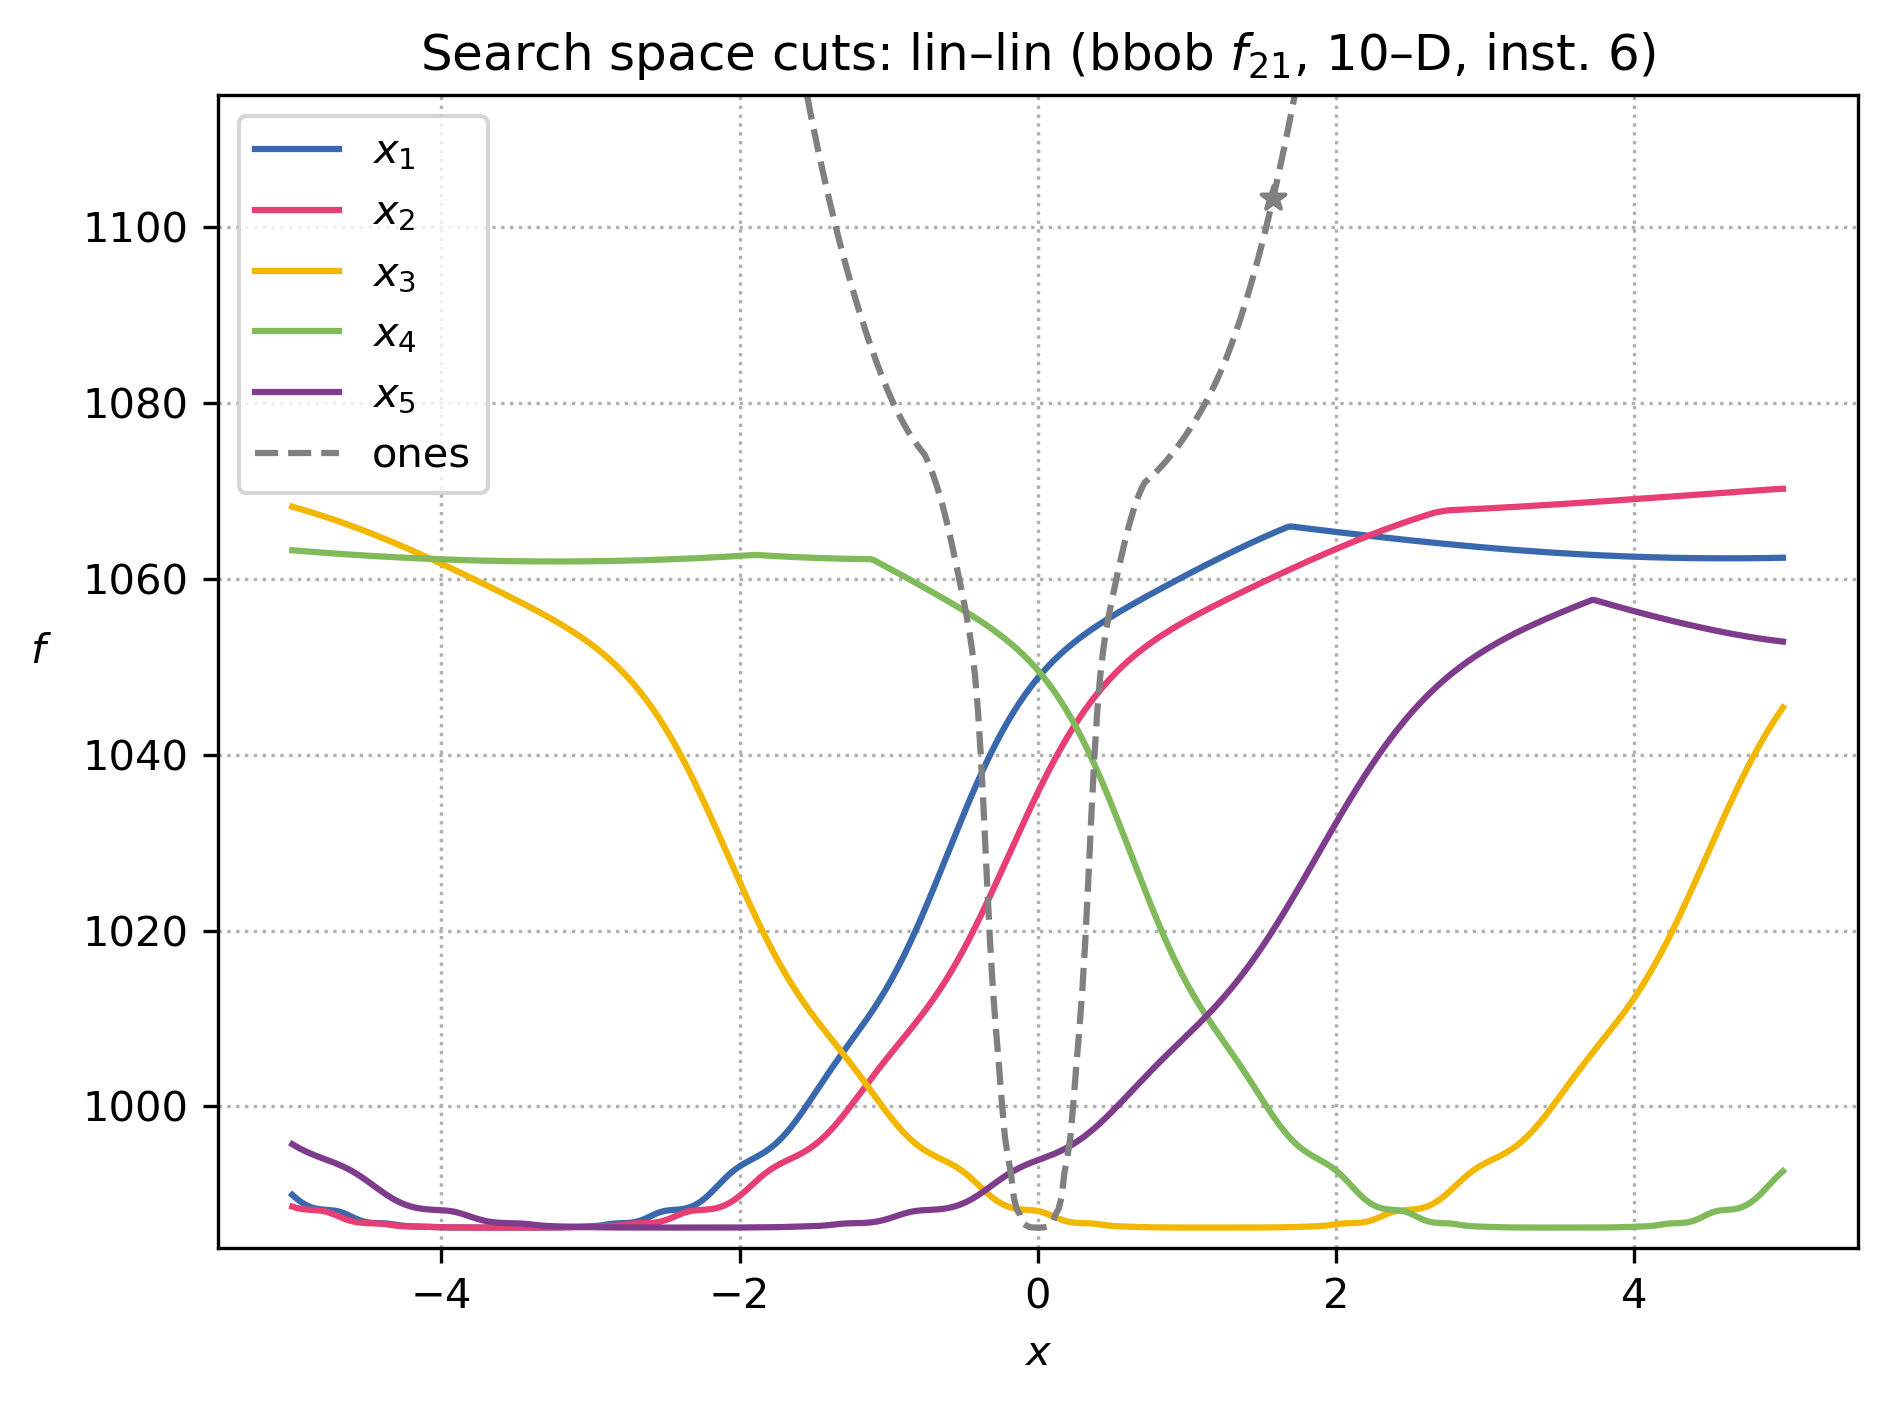 Search space cuts: lin–lin (bbob f₂₁, 10–D, inst. 6)
x₁
x₂
x₃
x₄
x₅
ones
1100
1080
1060
1040
1020
1000
f
−4 −2 0 2 4
x